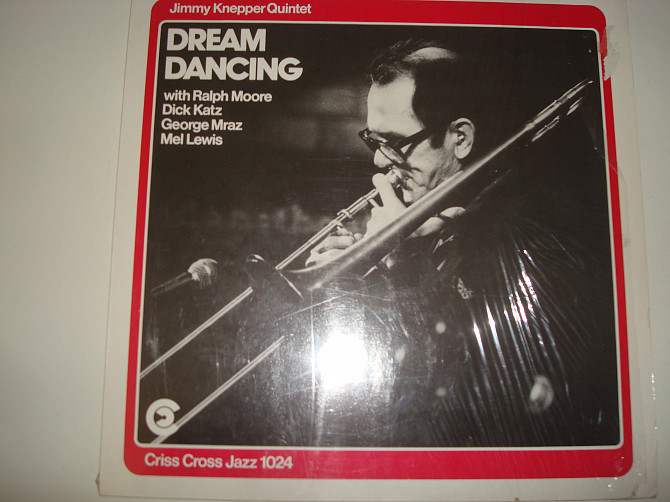 Jimmy Knepper Quintet
DREAM
DANCING
with Ralph Moore
Dick Katz
George Mraz
Mel Lewis
Criss Cross Jazz 1024